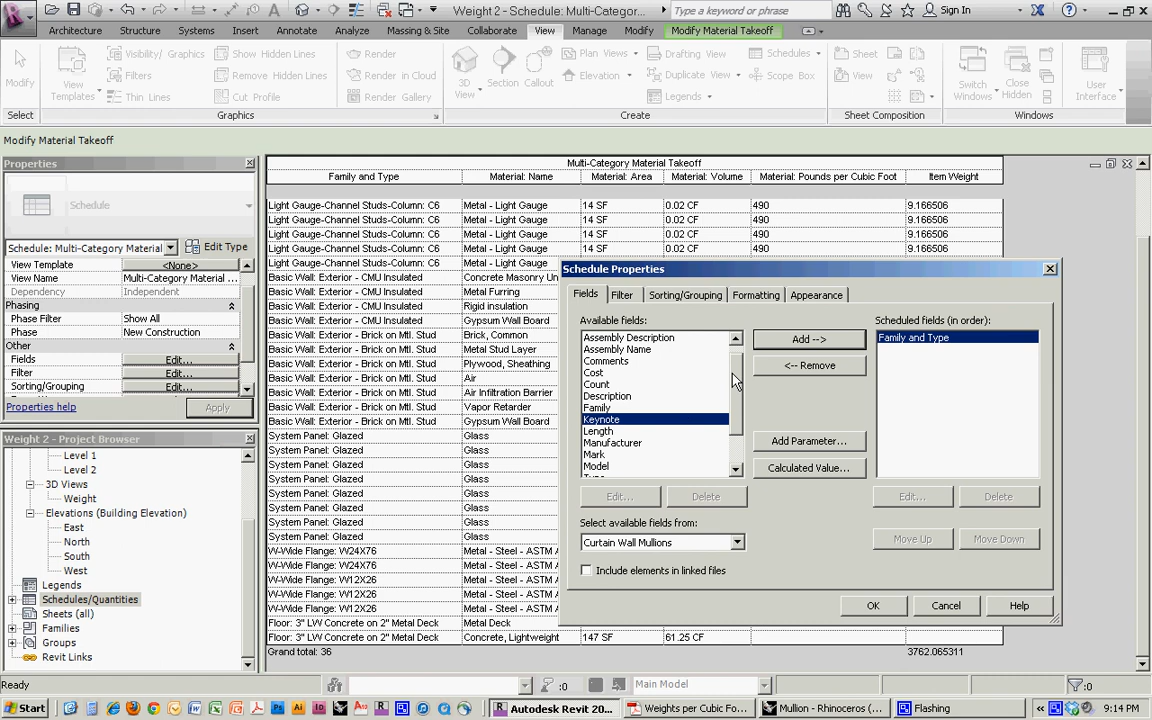 Weight 2 - Schedule: Multi-Categor...
Type a keyword or phrase
Sign In
Architecture Structure Systems Insert Annotate Analyze Massing & Site Collaborate View Manage Modify Modify Material Takeoff
Modify
View Templates
Visibility/ Graphics
Filters
Thin Lines
Show Hidden Lines
Remove Hidden Lines
Cut Profile
Render
Render in Cloud
Render Gallery
3D View
Section
Callout
Plan Views
Elevation
Drafting View
Duplicate View
Legends
Schedules
Scope Box
Sheet
View
Switch Windows
Close Hidden
User Interface
Select Graphics Create Sheet Composition Windows
Modify Material Takeoff
Properties
Schedule
Schedule: Multi-Category Material
Edit Type
View Template <None>
View Name Multi-Category Material ...
Dependency Independent
Phasing
Phase Filter Show All
Phase New Construction
Other
Fields Edit...
Filter Edit...
Sorting/Grouping Edit...
Properties help Apply
Weight 2 - Project Browser
Level 1
Level 2
3D Views
Weight
Elevations (Building Elevation)
East
North
South
West
Legends
Schedules/Quantities
Sheets (all)
Families
Groups
Revit Links
Multi-Category Material Takeoff
Family and Type Material: Name Material: Area Material: Volume Material: Pounds per Cubic Foot Item Weight
Light Gauge-Channel Studs-Column: C6 Metal - Light Gauge 14 SF 0.02 CF 490 9.166506
Light Gauge-Channel Studs-Column: C6 Metal - Light Gauge 14 SF 0.02 CF 490 9.166506
Light Gauge-Channel Studs-Column: C6 Metal - Light Gauge 14 SF 0.02 CF 490 9.166506
Light Gauge-Channel Studs-Column: C6 Metal - Light Gauge 14 SF 0.02 CF 490 9.166506
Light Gauge-Channel Studs-Column: C6 Metal - Light Gauge
Basic Wall: Exterior - CMU Insulated Concrete Masonry Un
Basic Wall: Exterior - CMU Insulated Metal Furring
Basic Wall: Exterior - CMU Insulated Rigid insulation
Basic Wall: Exterior - CMU Insulated Gypsum Wall Board
Basic Wall: Exterior - Brick on Mtl. Stud Brick, Common
Basic Wall: Exterior - Brick on Mtl. Stud Metal Stud Layer
Basic Wall: Exterior - Brick on Mtl. Stud Plywood, Sheathing
Basic Wall: Exterior - Brick on Mtl. Stud Air
Basic Wall: Exterior - Brick on Mtl. Stud Air Infiltration Barrier
Basic Wall: Exterior - Brick on Mtl. Stud Vapor Retarder
Basic Wall: Exterior - Brick on Mtl. Stud Gypsum Wall Board
System Panel: Glazed Glass
System Panel: Glazed Glass
System Panel: Glazed Glass
System Panel: Glazed Glass
System Panel: Glazed Glass
System Panel: Glazed Glass
System Panel: Glazed Glass
System Panel: Glazed Glass
W-Wide Flange: W24X76 Metal - Steel - ASTM A
W-Wide Flange: W24X76 Metal - Steel - ASTM A
W-Wide Flange: W12X26 Metal - Steel - ASTM A
W-Wide Flange: W12X26 Metal - Steel - ASTM A
W-Wide Flange: W12X26 Metal - Steel - ASTM A
Floor: 3" LW Concrete on 2" Metal Deck Metal Deck
Floor: 3" LW Concrete on 2" Metal Deck Concrete, Lightweight 147 SF 61.25 CF
Grand total: 36 3762.065311
Schedule Properties
Fields Filter Sorting/Grouping Formatting Appearance
Available fields:
Assembly Description
Assembly Name
Comments
Cost
Count
Description
Family
Keynote
Length
Manufacturer
Mark
Model
Add -->
<-- Remove
Add Parameter...
Calculated Value...
Scheduled fields (in order):
Family and Type
Edit... Delete Edit... Delete
Select available fields from:
Curtain Wall Mullions
Move Up Move Down
Include elements in linked files
OK Cancel Help
Ready
:0
Main Model
:0
Start
Autodesk Revit 20...
Weights per Cubic Fo...
Mullion - Rhinoceros (...
Flashing
9:14 PM